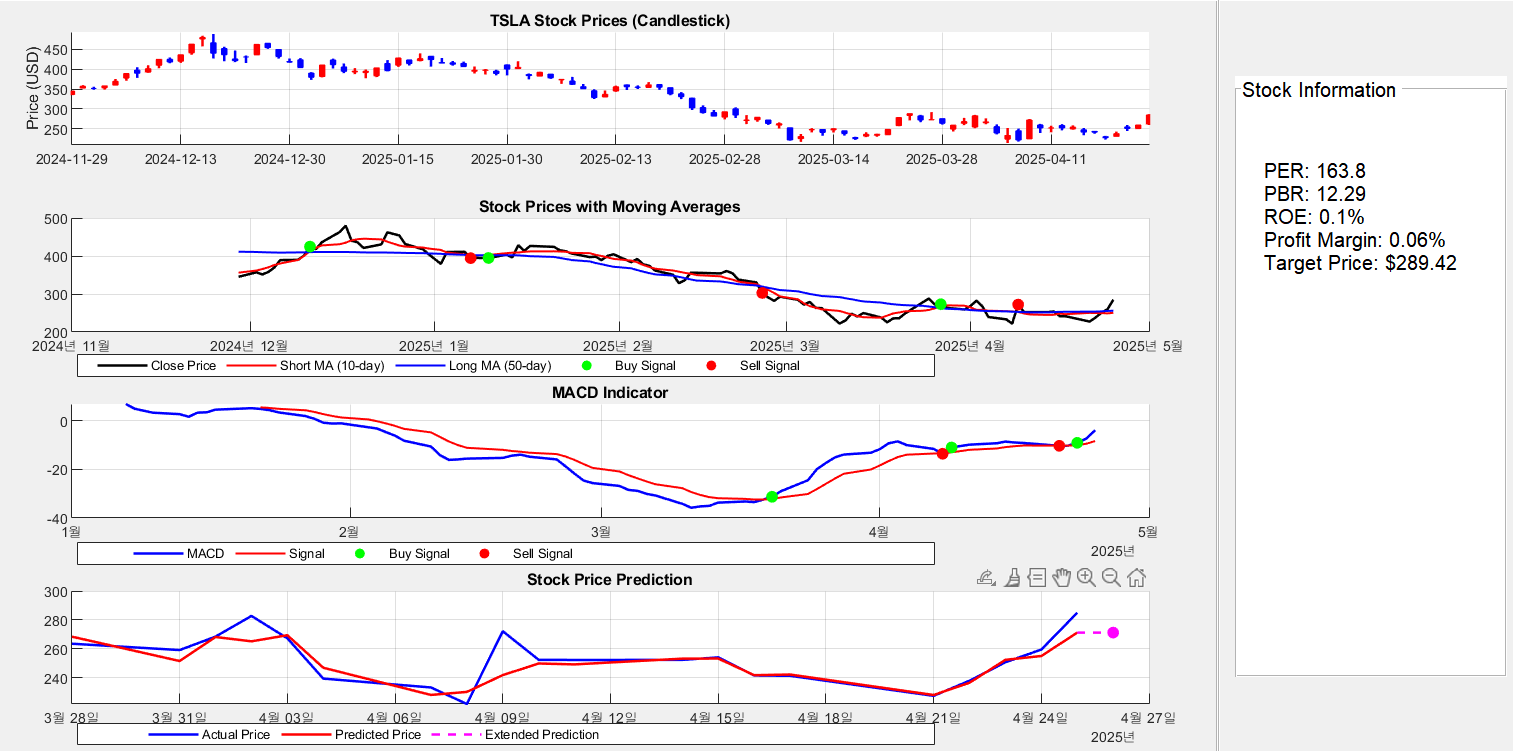 TSLA Stock Prices (Candlestick)
Price (USD)
450
400
350
300
250
2024-11-29 2024-12-13 2024-12-30 2025-01-15 2025-01-30 2025-02-13 2025-02-28 2025-03-14 2025-03-28 2025-04-11
Stock Prices with Moving Averages
500
400
300
200
2024년 11월 2024년 12월 2025년 1월 2025년 2월 2025년 3월 2025년 4월 2025년 5월
Close Price Short MA (10-day) Long MA (50-day) Buy Signal Sell Signal
MACD Indicator
0
-20
-40
1월 2월 3월 4월 5월
2025년
MACD Signal Buy Signal Sell Signal
Stock Price Prediction
300
280
260
240
3월 28일 3월 31일 4월 03일 4월 06일 4월 09일 4월 12일 4월 15일 4월 18일 4월 21일 4월 24일 4월 27일
2025년
Actual Price Predicted Price Extended Prediction
Stock Information
PER: 163.8
PBR: 12.29
ROE: 0.1%
Profit Margin: 0.06%
Target Price: $289.42